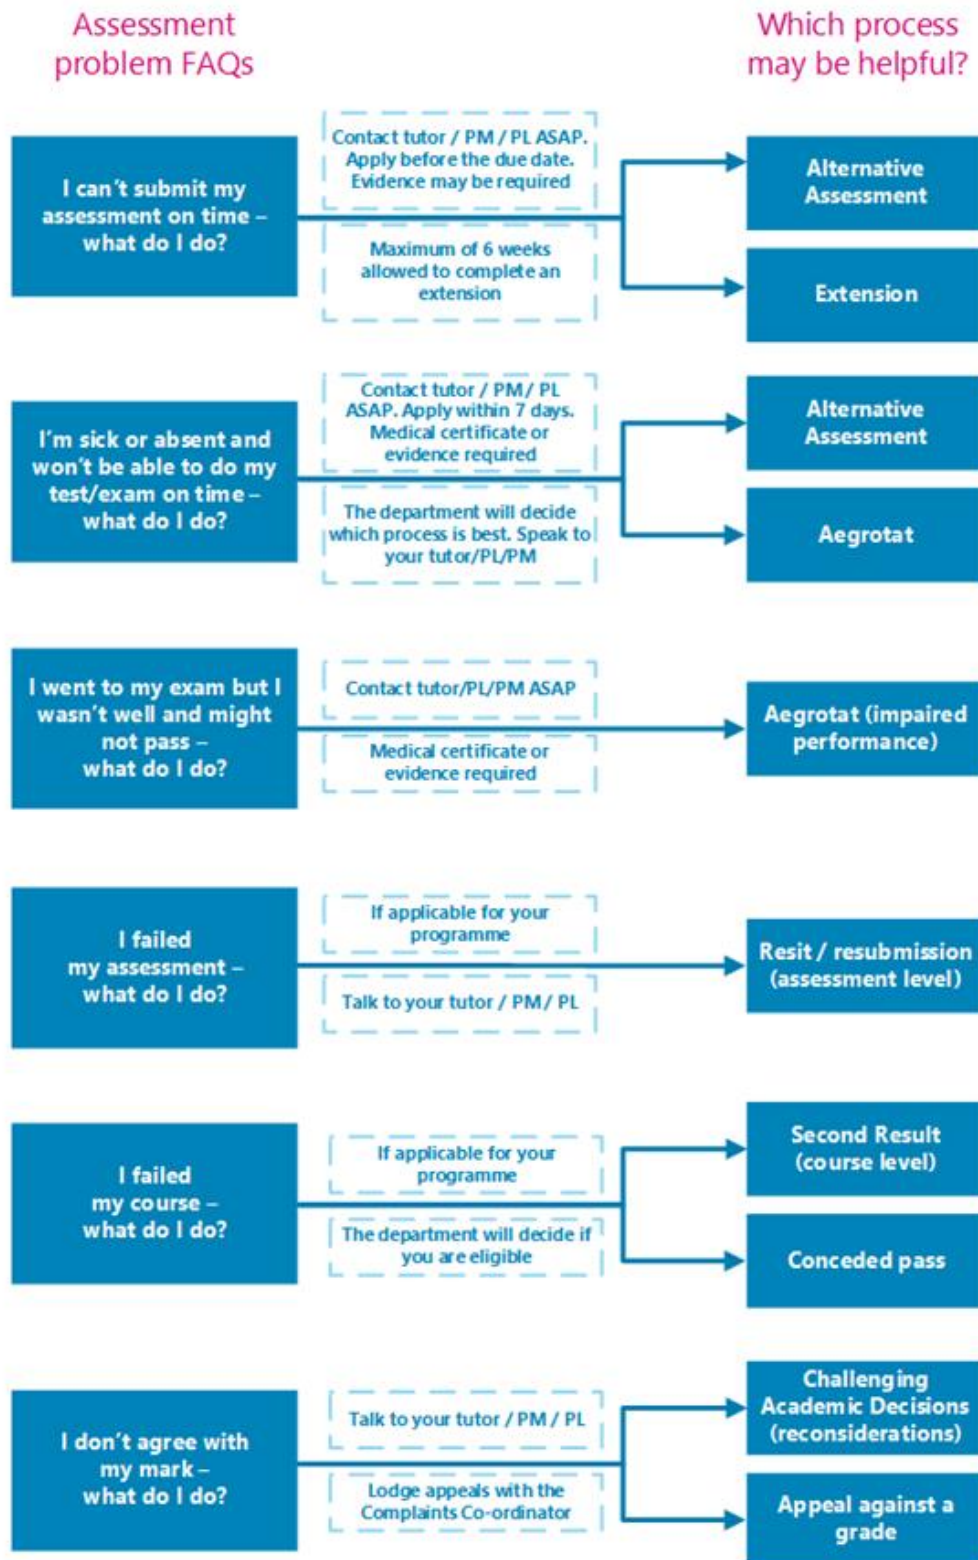 Assessment
problem FAQs
Which process
may be helpful?
I can't submit my
assessment on time –
what do I do?
Contact tutor / PM / PL ASAP.
Apply before the due date.
Evidence may be required
Maximum of 6 weeks
allowed to complete an
extension
Alternative
Assessment
Extension
I'm sick or absent and
won't be able to do my
test/exam on time –
what do I do?
Contact tutor / PM/ PL
ASAP. Apply within 7 days.
Medical certificate or
evidence required
The department will decide
which process is best. Speak to
your tutor/PL/PM
Alternative
Assessment
Aegrotat
I went to my exam but I
wasn't well and might
not pass –
what do I do?
Contact tutor/PL/PM ASAP
Medical certificate or
evidence required
Aegrotat (impaired
performance)
I failed
my assessment –
what do I do?
If applicable for your
programme
Talk to your tutor / PM / PL
Resit / resubmission
(assessment level)
I failed
my course –
what do I do?
If applicable for your
programme
The department will decide if
you are eligible
Second Result
(course level)
Conceded pass
I don't agree with
my mark –
what do I do?
Talk to your tutor / PM / PL
Lodge appeals with the
Complaints Co-ordinator
Challenging
Academic Decisions
(reconsiderations)
Appeal against a
grade